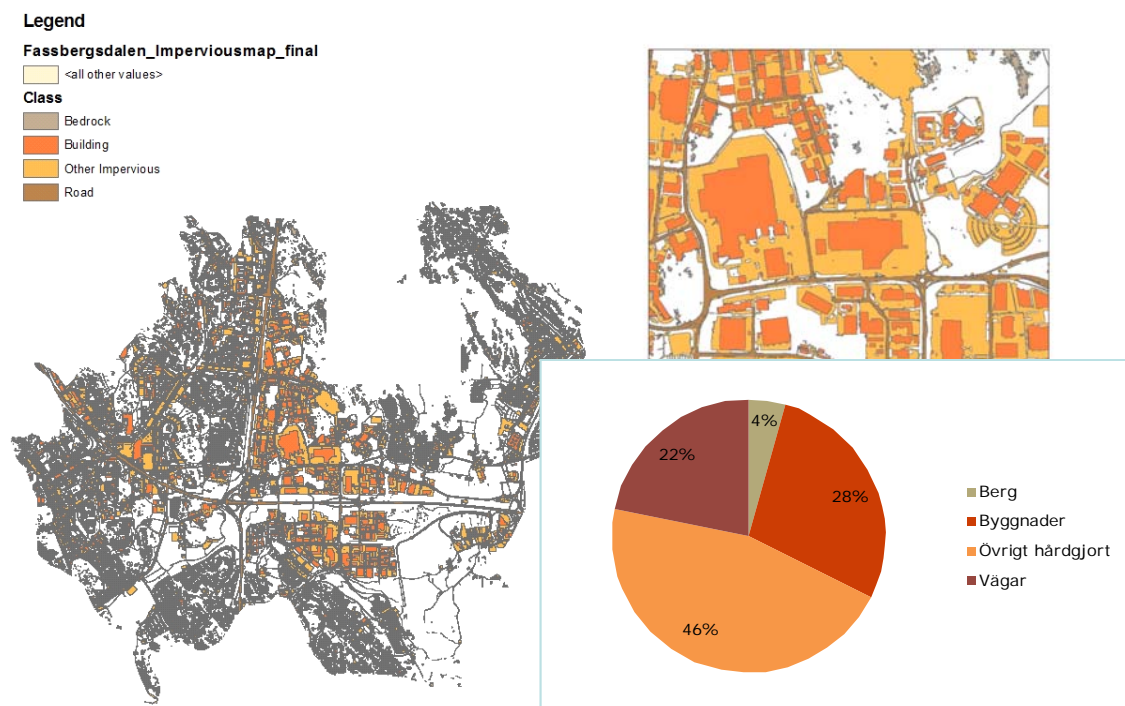 Legend
Fassbergsdalen_Imperviousmap_final
<all other values>
Class
Bedrock
Building
Other Impervious
Road
4%
28%
46%
22%
Berg
Byggnader
Övrigt hårdgjort
Vägar